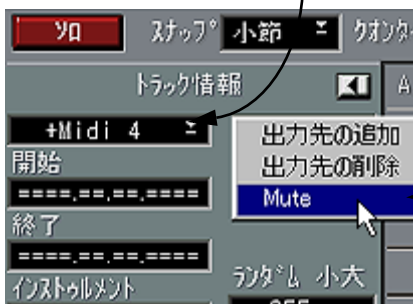 ソロ スナップ 小節 クオンタ
トラック情報 A
+Midi 4
出力先の追加
開始
出力先の削除
====.==.==.====
Mute
終了
====.==.==.====
ランダム 小大
インストゥルメント